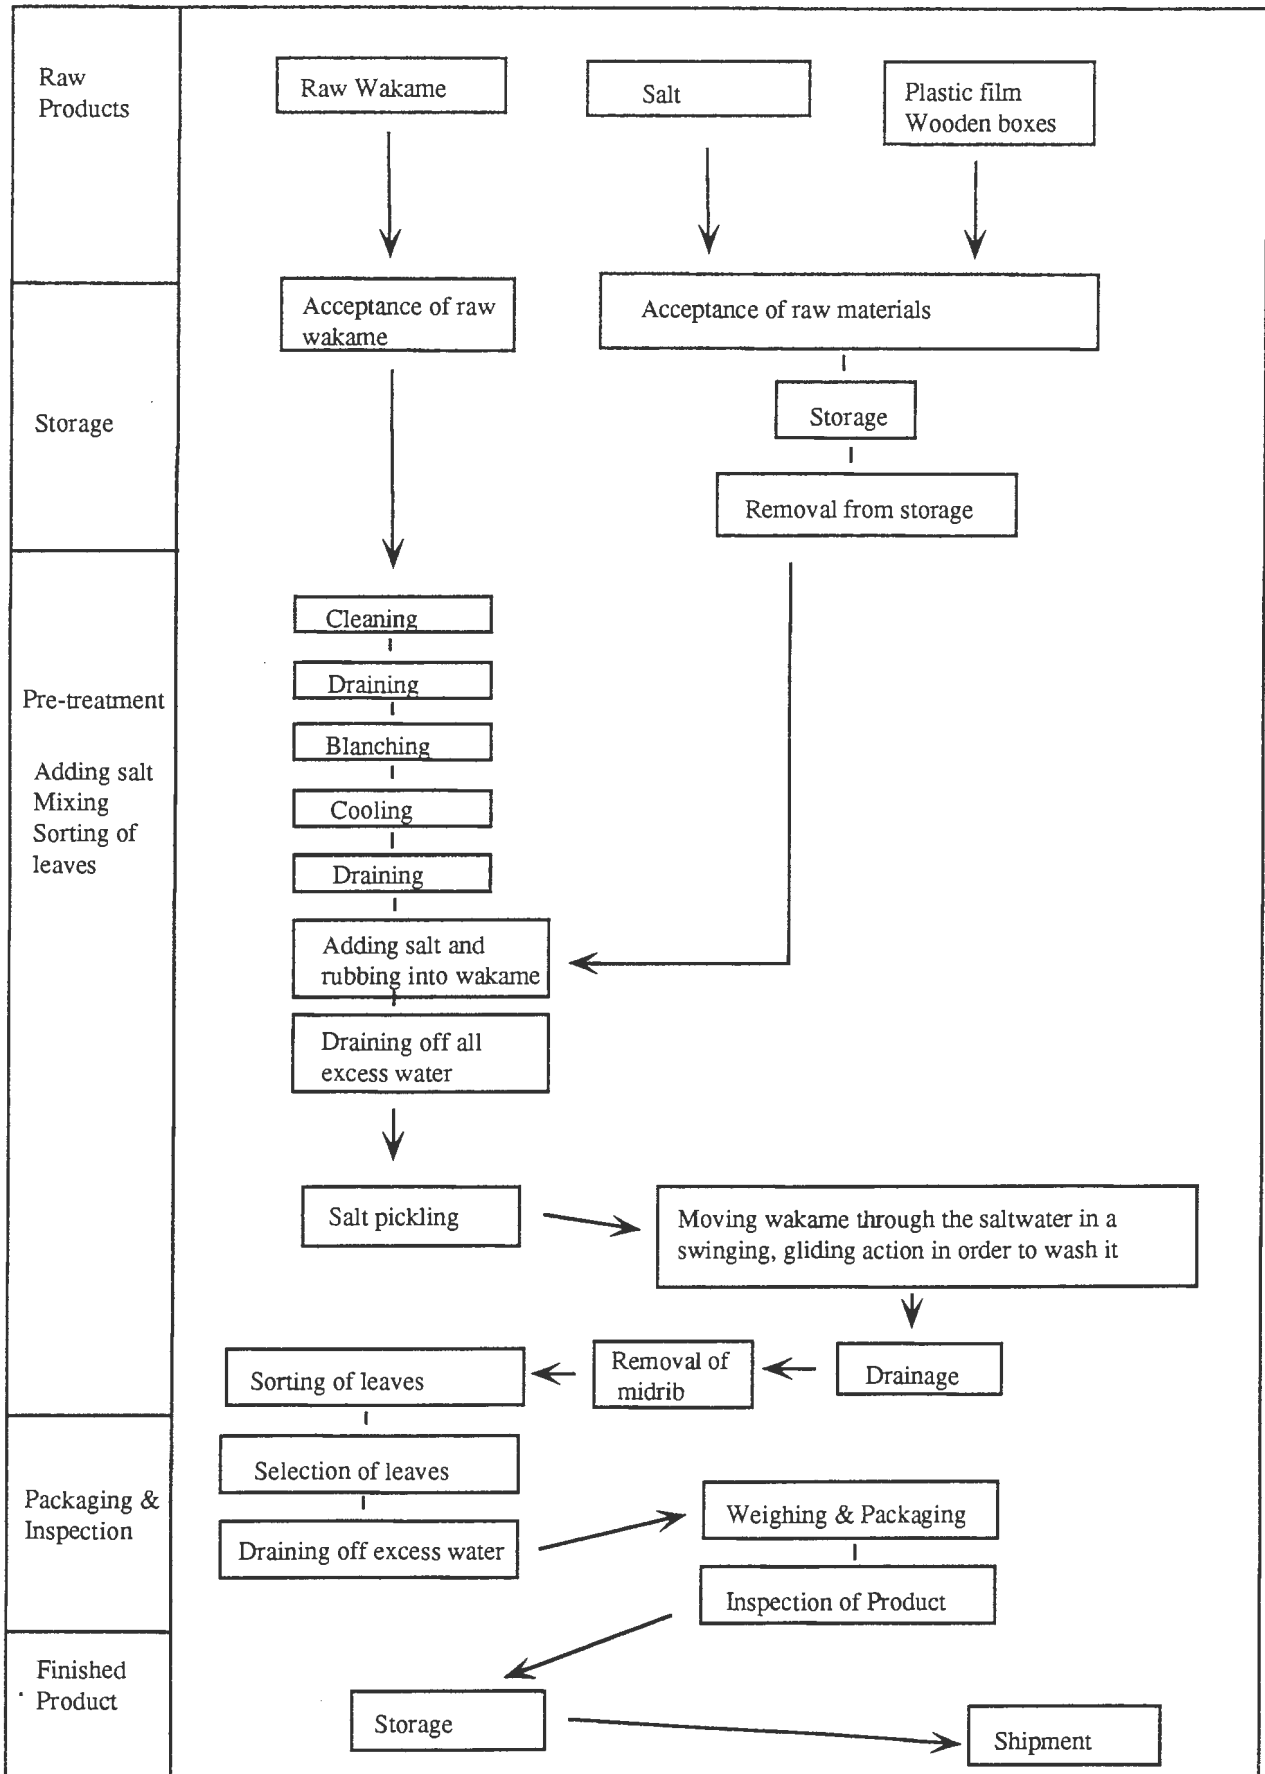 Raw
Products
Raw Wakame
Salt
Plastic film
Wooden boxes
Storage
Acceptance of raw
wakame
Acceptance of raw materials
Storage
Removal from storage
Pre-treatment
Adding salt
Mixing
Sorting of
leaves
Cleaning
Draining
Blanching
Cooling
Draining
Adding salt and
rubbing into wakame
Draining off all
excess water
Salt pickling
Moving wakame through the saltwater in a
swinging, gliding action in order to wash it
Drainage
Removal of
midrib
Sorting of leaves
Packaging &
Inspection
Selection of leaves
Draining off excess water
Weighing & Packaging
Inspection of Product
Finished
Product
Storage
Shipment